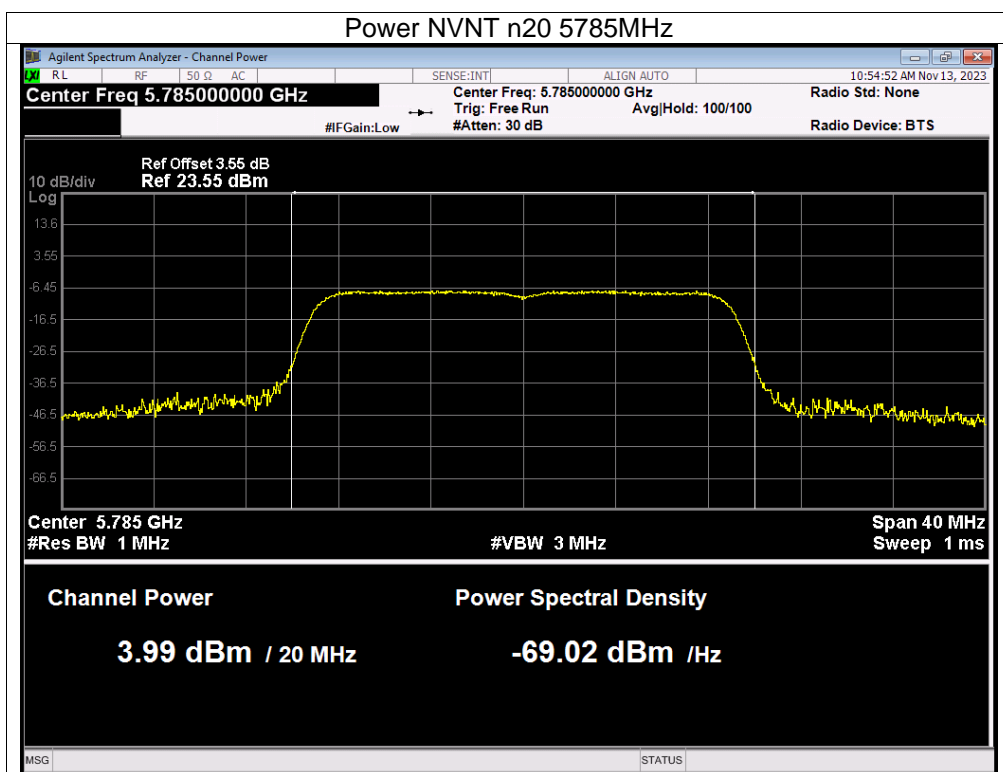 Power NVNT n20 5785MHz
Agilent Spectrum Analyzer - Channel Power
LXI RL RF 50 Ω AC SENSE:INT ALIGN AUTO 10:54:52 AM Nov 13, 2023
Center Freq 5.785000000 GHz Center Freq: 5.785000000 GHz Radio Std: None
Trig: Free Run Avg|Hold: 100/100
#IFGain:Low #Atten: 30 dB Radio Device: BTS
Ref Offset 3.55 dB
10 dB/div Ref 23.55 dBm
Log
13.6
3.55
-6.45
-16.5
-26.5
-36.5
-46.5
-56.5
-66.5
Center 5.785 GHz Span 40 MHz
#Res BW 1 MHz #VBW 3 MHz Sweep 1 ms
Channel Power Power Spectral Density
3.99 dBm / 20 MHz -69.02 dBm /Hz
MSG STATUS